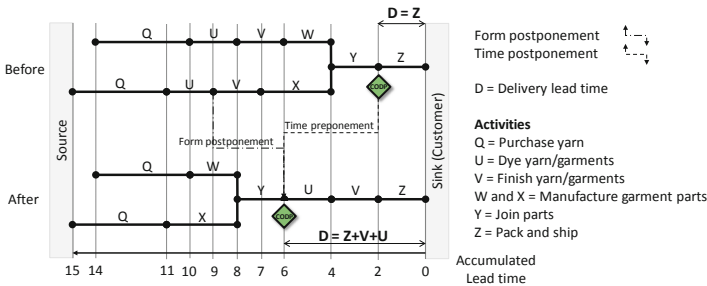 D = Z
Q U V W
Before
Y Z
Q U V X
CODP
Source
Sink (Customer)
Time preponement
Form postponement
Q W
After
Y U V Z
Q X
CODP
D = Z+V+U
15 14 11 10 9 8 7 6 4 2 0
Accumulated
Lead time
Form postponement
Time postponement
D = Delivery lead time
Activities
Q = Purchase yarn
U = Dye yarn/garments
V = Finish yarn/garments
W and X = Manufacture garment parts
Y = Join parts
Z = Pack and ship